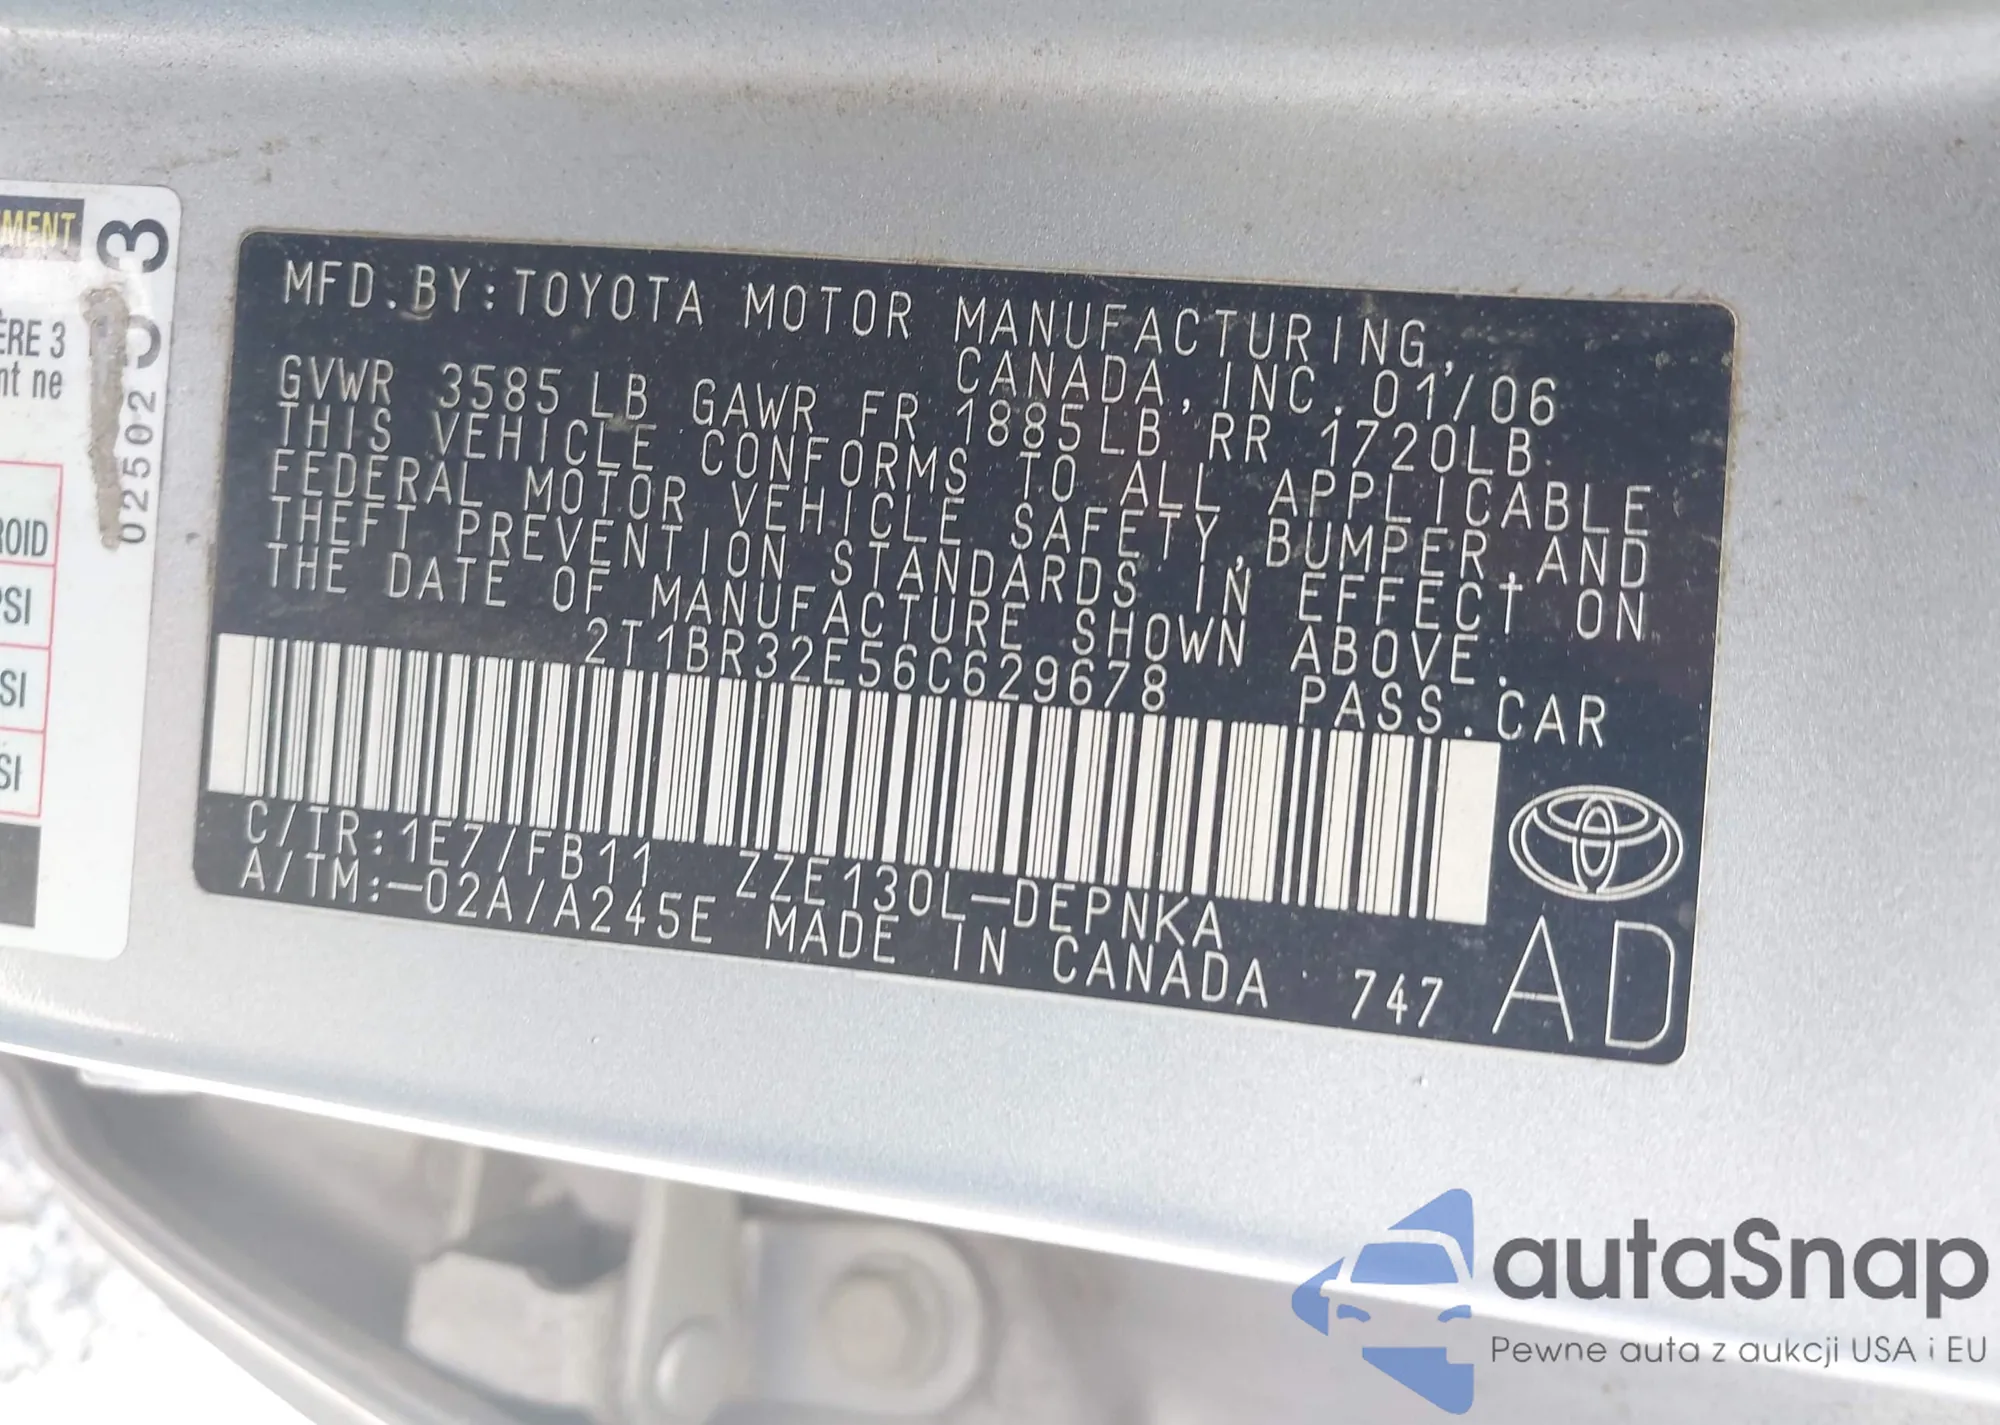 MENT
ÈRE 3
nt ne
ROID
PSI
SI
SI
3
02502
MFD.BY:TOYOTA MOTOR MANUFACTURING,
CANADA, INC. 01/06
GVWR 3585LB GAWR FR 1885LB RR 1720LB
THIS VEHICLE CONFORMS TO ALL APPLICABLE
FEDERAL MOTOR VEHICLE SAFETY,BUMPER,AND
THEFT PREVENTION STANDARDS IN EFFECT ON
THE DATE OF MANUFACTURE SHOWN ABOVE.
2T1BR32E56C629678 PASS.CAR
C/TR:1E7/FB11 ZZE130L-DEPNKA
A/TM:-02A/A245E MADE IN CANADA 747
AD
autaSnap
Pewne auta z aukcji USA i EU